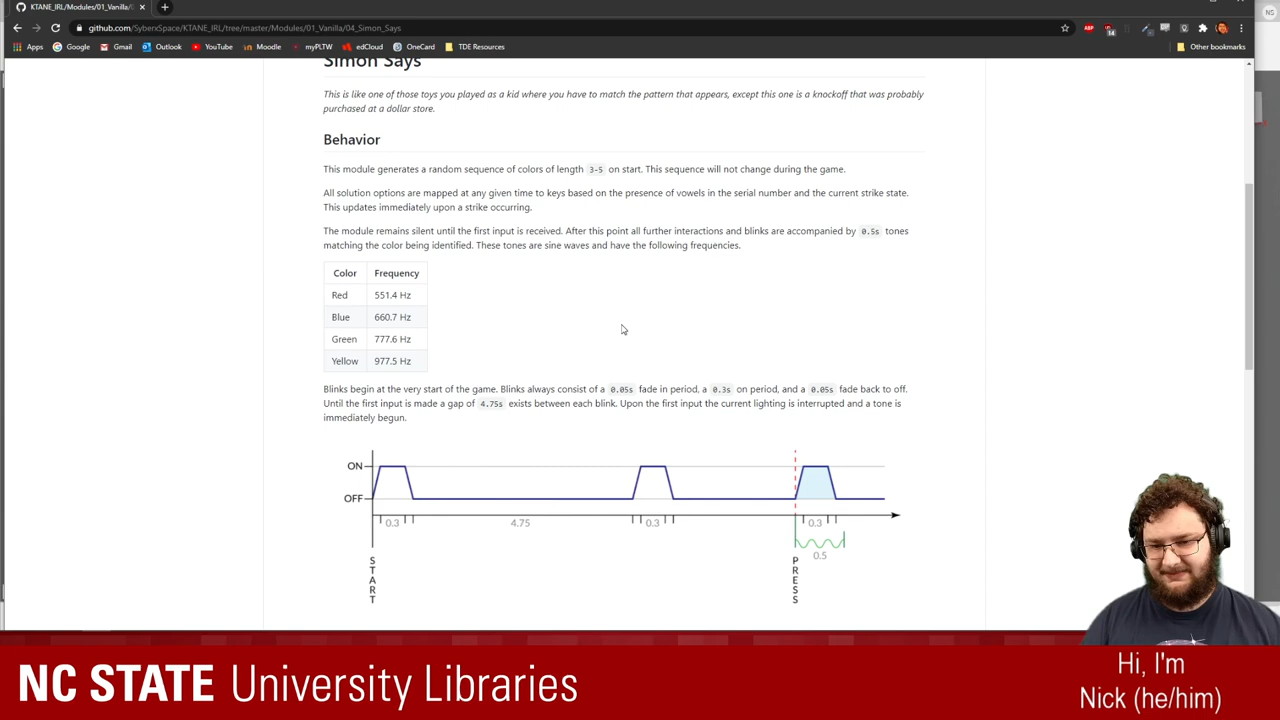 KTANE_IRL/Modules/01_Vanilla/
github.com/SyberxSpace/KTANE_IRL/tree/master/Modules/01_Vanilla/04_Simon_Says
Apps Google Gmail Outlook YouTube Moodle myPLTW edCloud OneCard TDE Resources Other bookmarks
Simon Says
This is like one of those toys you played as a kid where you have to match the pattern that appears, except this one is a knockoff that was probably
purchased at a dollar store.
Behavior
This module generates a random sequence of colors of length 3-5 on start. This sequence will not change during the game.
All solution options are mapped at any given time to keys based on the presence of vowels in the serial number and the current strike state.
This updates immediately upon a strike occurring.
The module remains silent until the first input is received. After this point all further interactions and blinks are accompanied by 0.5s tones
matching the color being identified. These tones are sine waves and have the following frequencies.
Color Frequency
Red 551.4 Hz
Blue 660.7 Hz
Green 777.6 Hz
Yellow 977.5 Hz
Blinks begin at the very start of the game. Blinks always consist of a 0.05s fade in period, a 0.3s on period, and a 0.05s fade back to off.
Until the first input is made a gap of 4.75s exists between each blink. Upon the first input the current lighting is interrupted and a tone is
immediately begun.
ON
OFF
0.3 4.75 0.3 0.3
0.5
START
PRESS
NC STATE University Libraries
Hi, I'm
Nick (he/him)